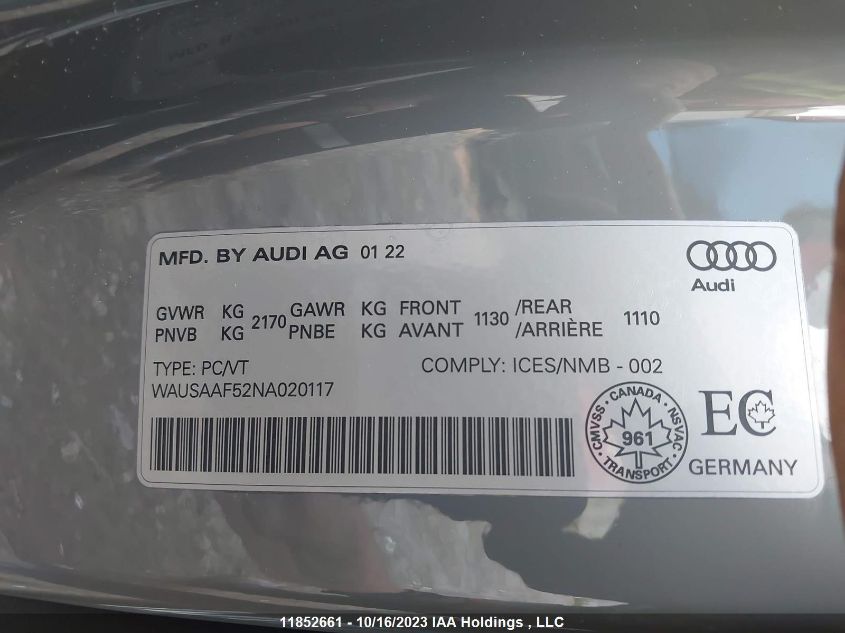 MFD. BY AUDI AG 01 22
Audi
GVWR KG 2170 GAWR KG FRONT 1130 /REAR 1110
PNVB KG PNBE KG AVANT /ARRIÈRE
TYPE: PC/VT COMPLY: ICES/NMB - 002
WAUSAAF52NA020117
CMVSS • CANADA • NSVAC • TRANSPORT •
961
EC
GERMANY
11852661 - 10/16/2023 IAA Holdings , LLC